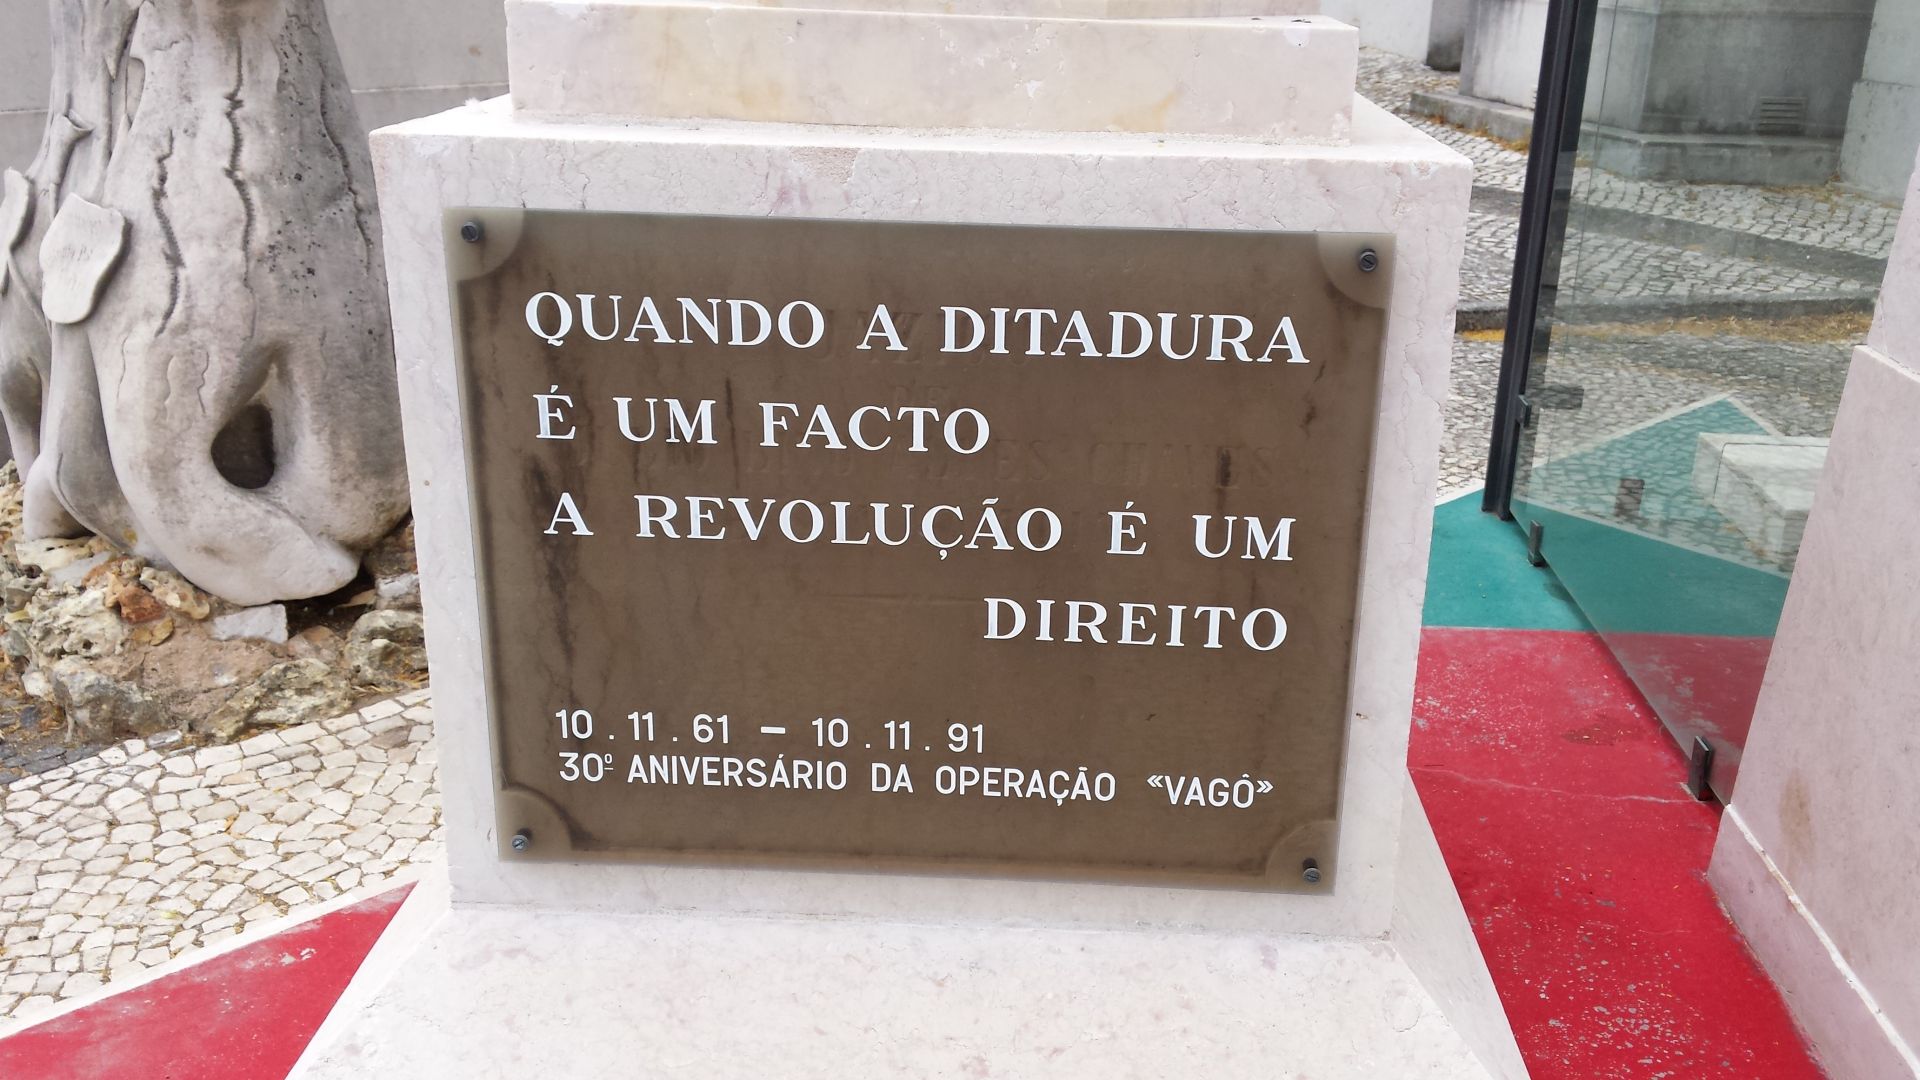 QUANDO A DITADURA
É UM FACTO
A REVOLUÇÃO É UM
DIREITO
10.11.61 – 10.11.91
30º ANIVERSÁRIO DA OPERAÇÃO «VAGÔ»